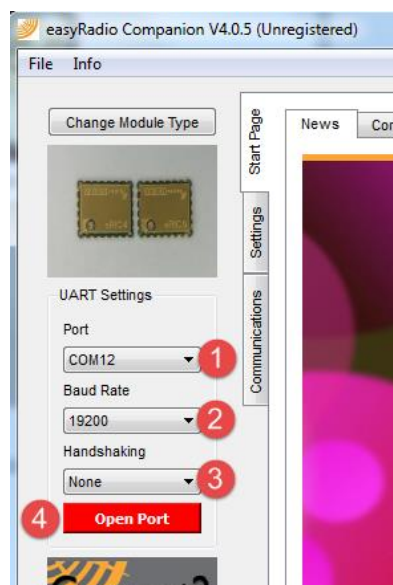 easyRadio Companion V4.0.5 (Unregistered)
File Info
Change Module Type
Start Page
News
Settings
UART Settings
Port
COM12
1
Communications
Baud Rate
19200
2
Handshaking
None
3
4
Open Port